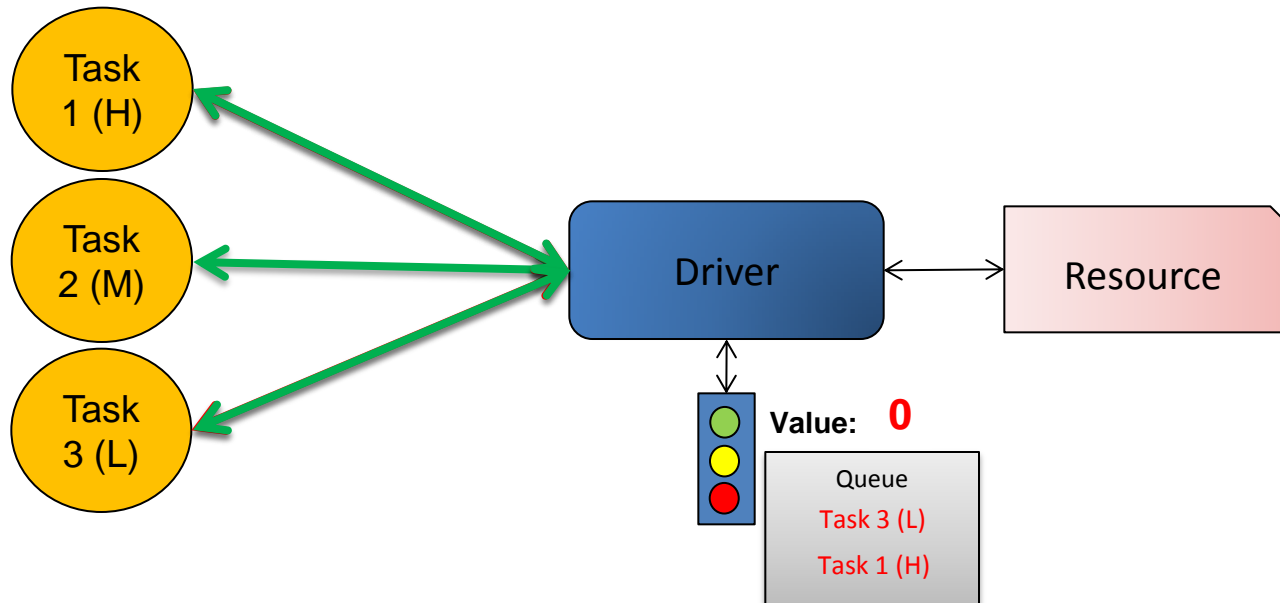 Task
1 (H)
Task
2 (M)
Task
3 (L)
Driver
Resource
Value: 0
Queue
Task 3 (L)
Task 1 (H)